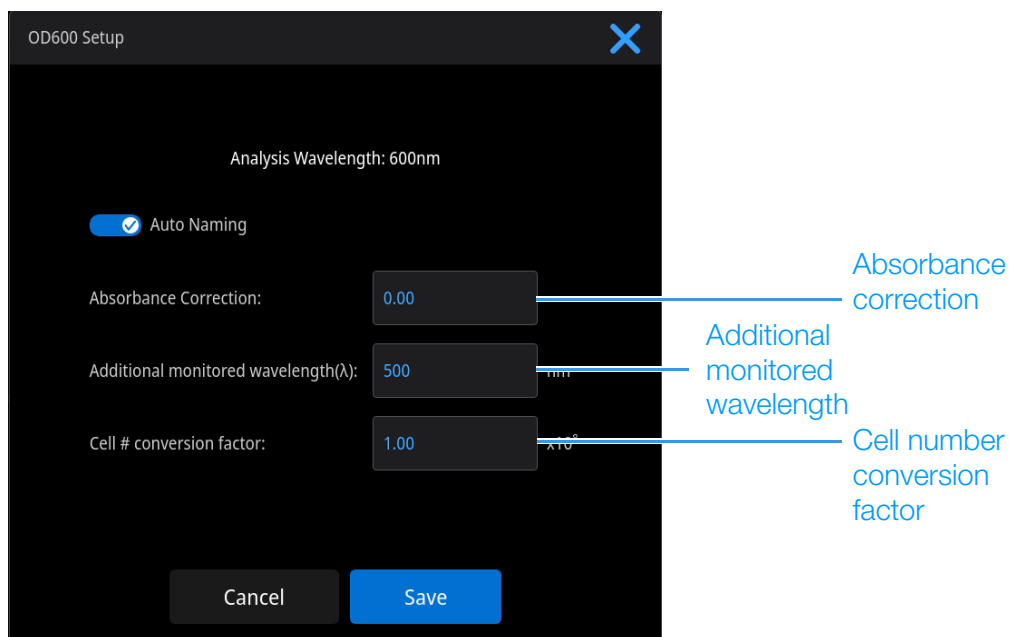 OD600 Setup
Analysis Wavelength: 600nm
Auto Naming
Absorbance Correction:
0.00
Additional monitored wavelength(λ):
500
nm
Cell # conversion factor:
1.00
Cancel
Save
Absorbance
correction
Additional
monitored
wavelength
Cell number
conversion
factor